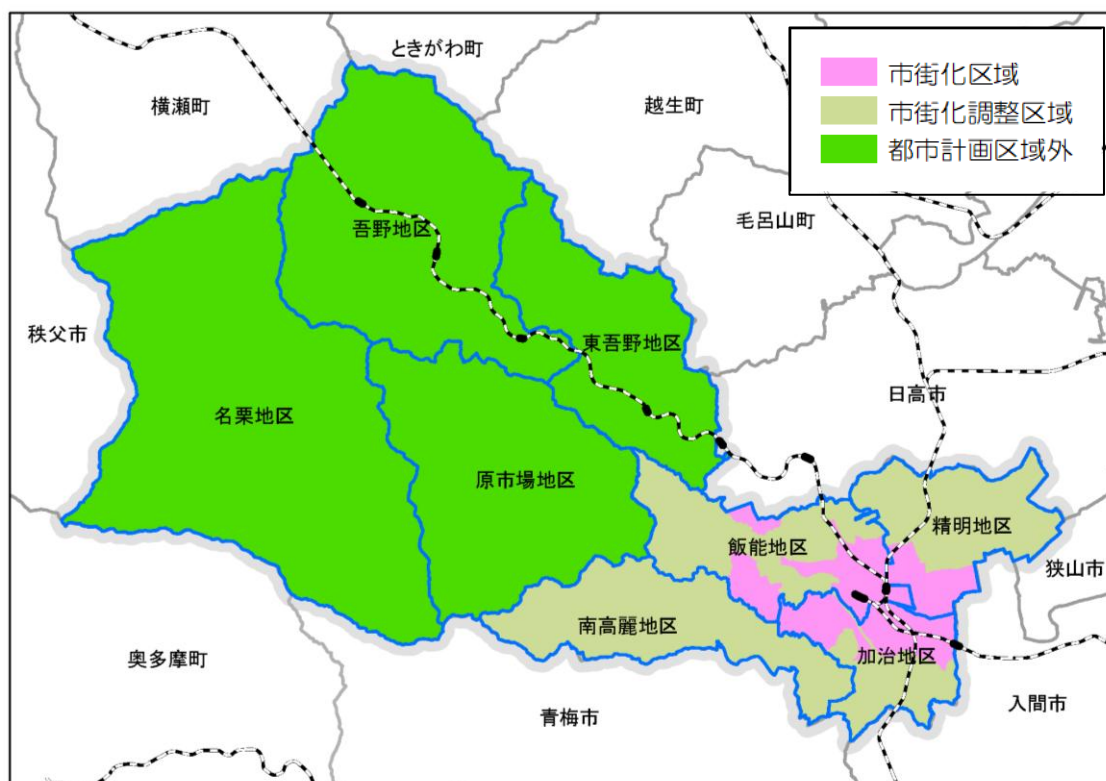 ときがわ町
横瀬町
越生町
市街化区域
市街化調整区域
都市計画区域外
毛呂山町
吾野地区
秩父市
東吾野地区
日高市
名栗地区
原市場地区
飯能地区
精明地区
狭山市
南高麗地区
加治地区
奥多摩町
青梅市
入間市